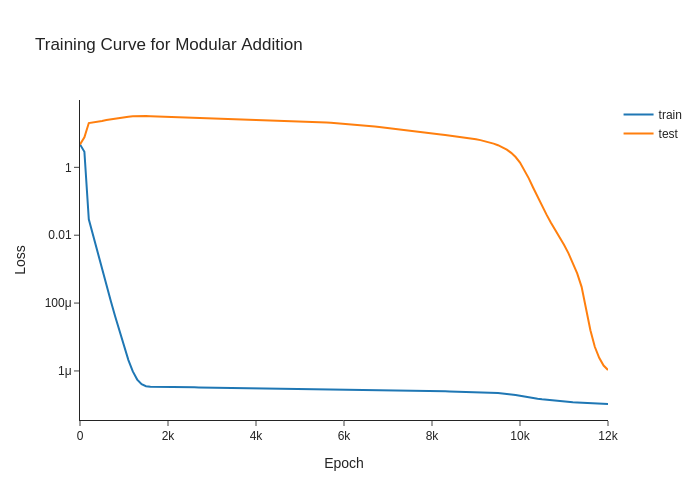 Training Curve for Modular Addition
train
test
1
0.01
100μ
1μ
Loss
0
2k
4k
6k
8k
10k
12k
Epoch